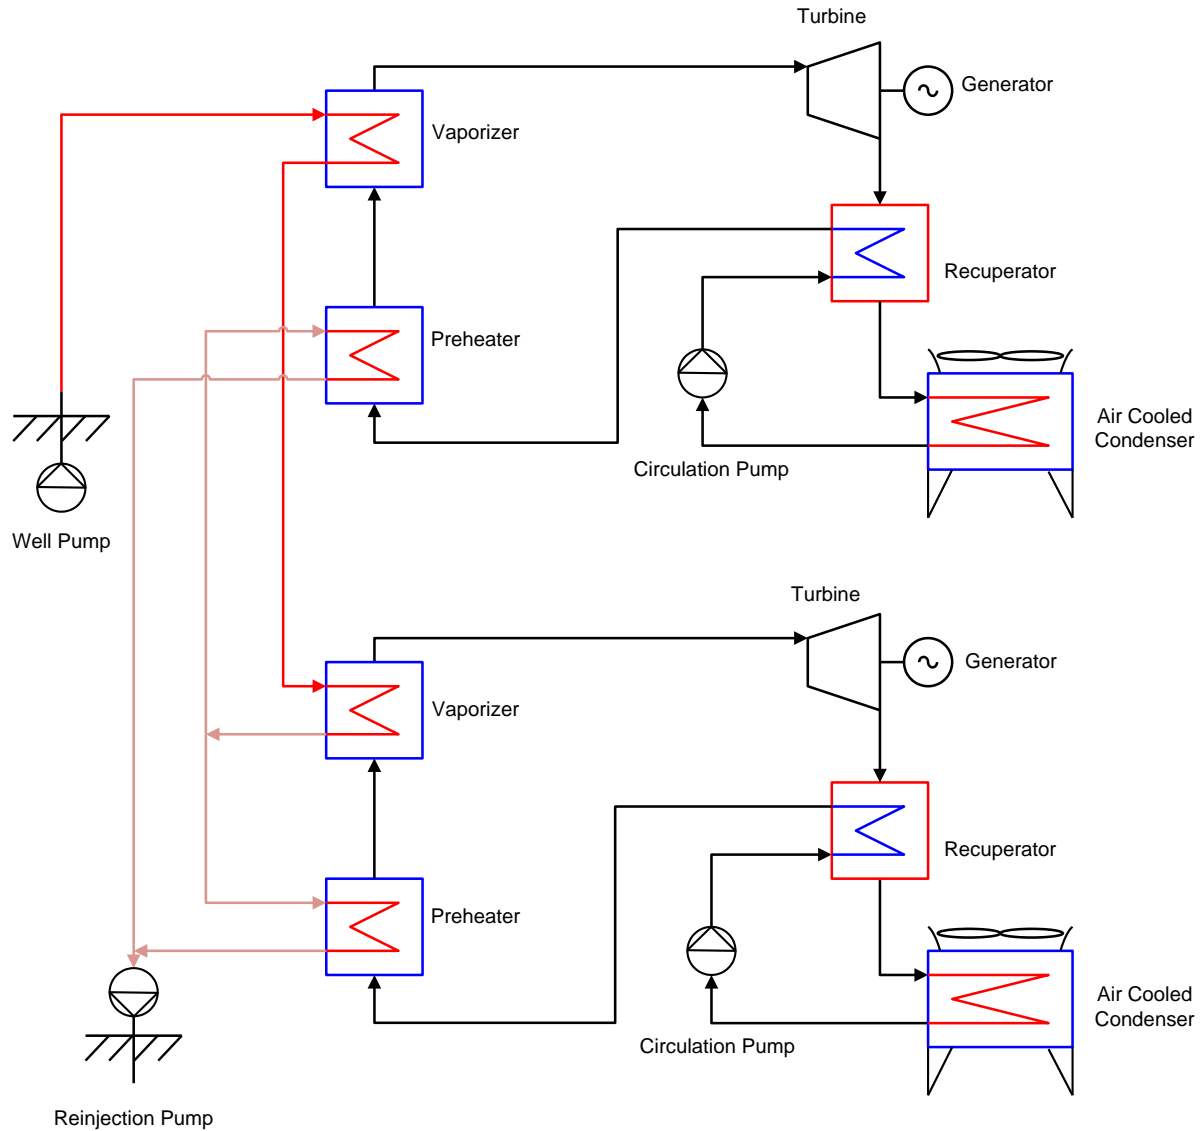 Turbine
Generator
Vaporizer
Recuperator
Preheater
Air Cooled
Condenser
Circulation Pump
Well Pump
Turbine
Generator
Vaporizer
Recuperator
Preheater
Air Cooled
Condenser
Circulation Pump
Reinjection Pump